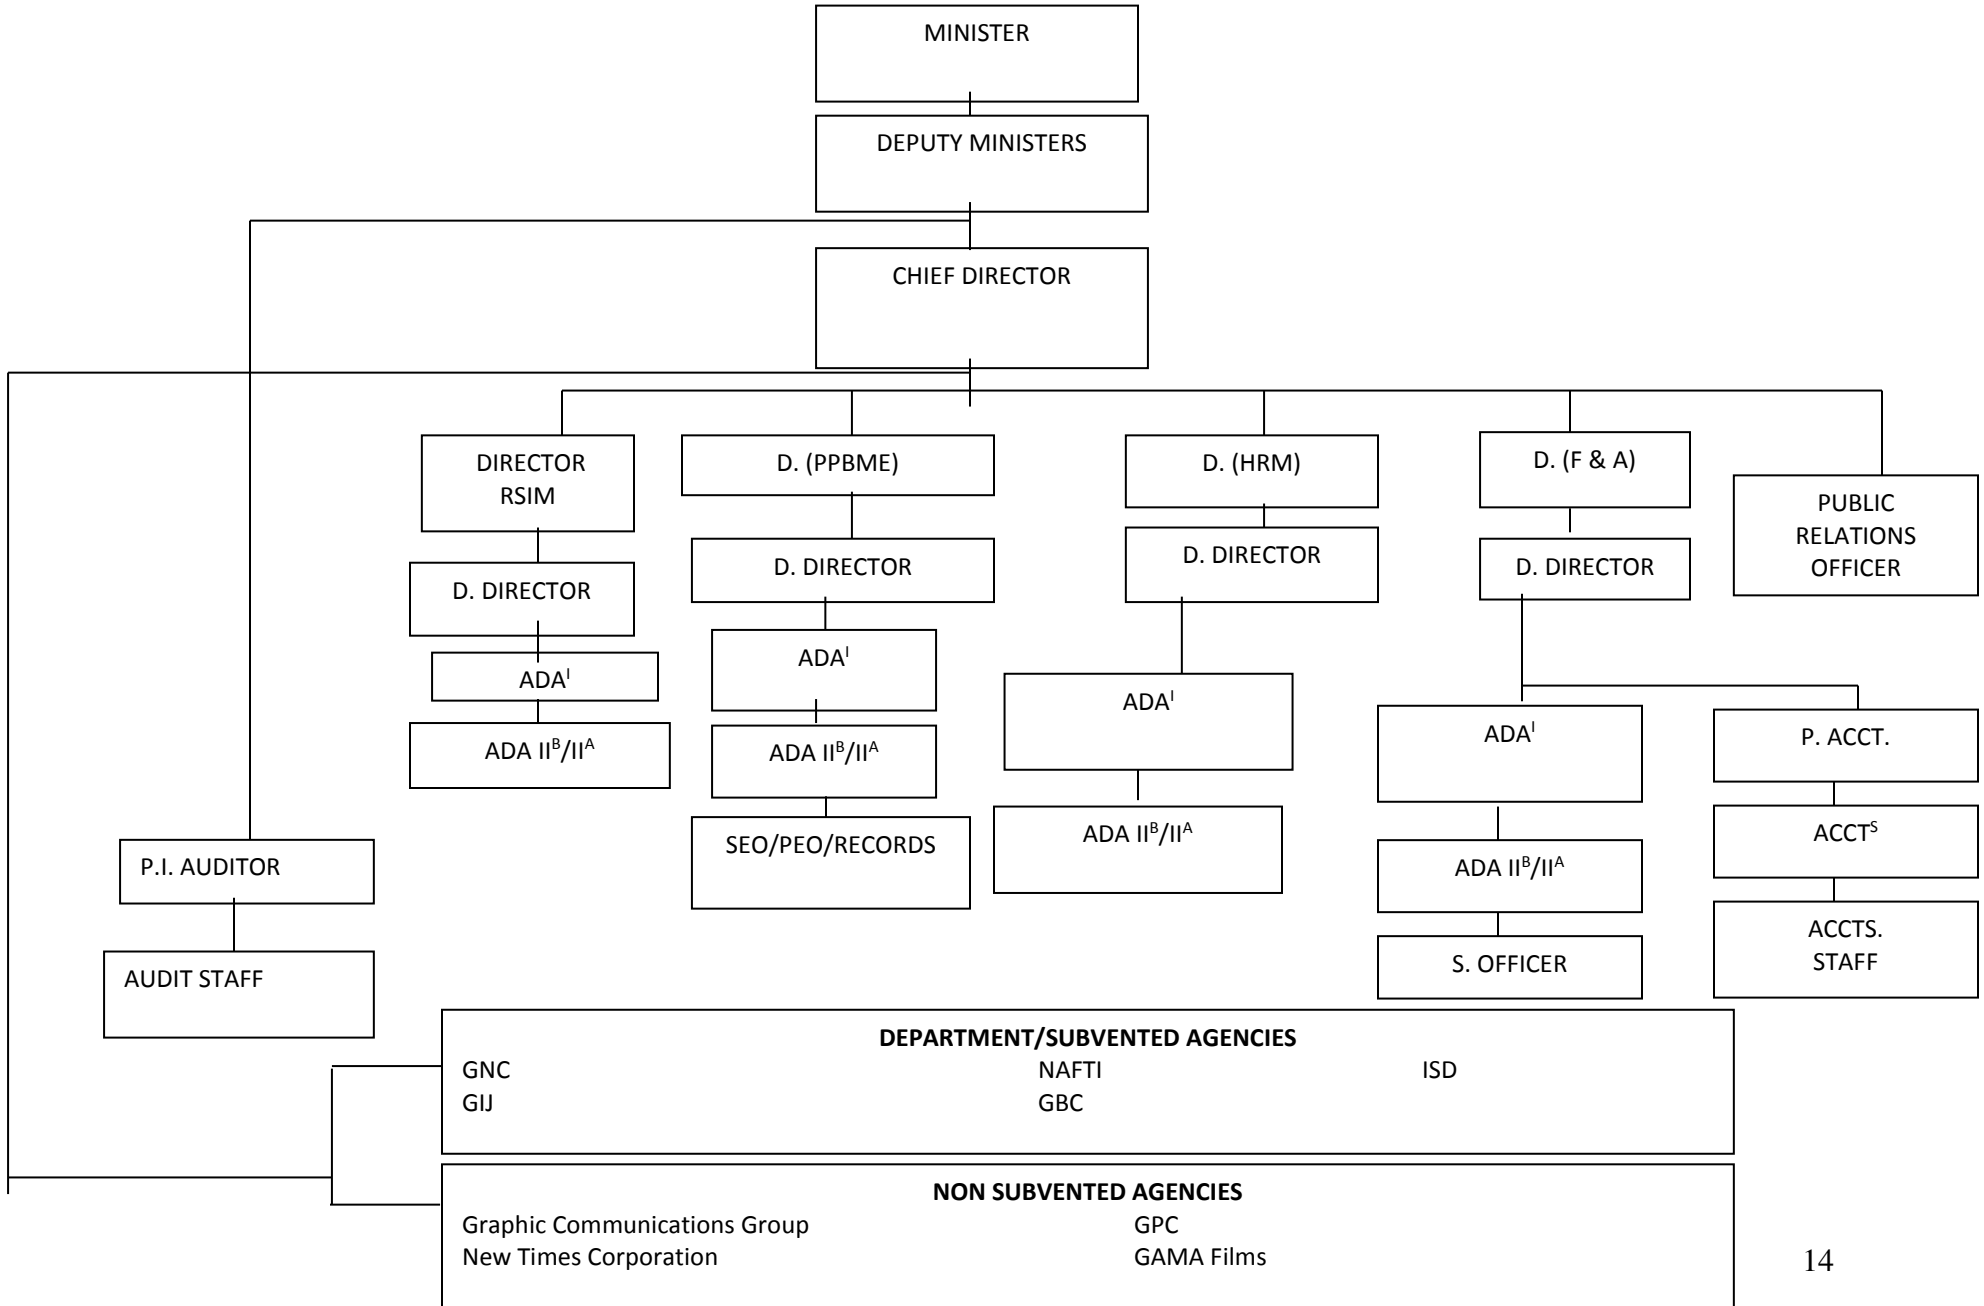 MINISTER
DEPUTY MINISTERS
CHIEF DIRECTOR
DIRECTOR
RSIM
D. (PPBME)
D. (HRM)
D. (F & A)
PUBLIC
RELATIONS
OFFICER
D. DIRECTOR
D. DIRECTOR
D. DIRECTOR
D. DIRECTOR
ADAᴵ
ADAᴵ
ADAᴵ
ADAᴵ
P. ACCT.
ADA IIᴮ/IIᴬ
ADA IIᴮ/IIᴬ
ADA IIᴮ/IIᴬ
ADA IIᴮ/IIᴬ
ACCTˢ
SEO/PEO/RECORDS
P.I. AUDITOR
AUDIT STAFF
S. OFFICER
ACCTS.
STAFF
DEPARTMENT/SUBVENTED AGENCIES
GNC NAFTI ISD
GIJ GBC
NON SUBVENTED AGENCIES
Graphic Communications Group GPC
New Times Corporation GAMA Films
14